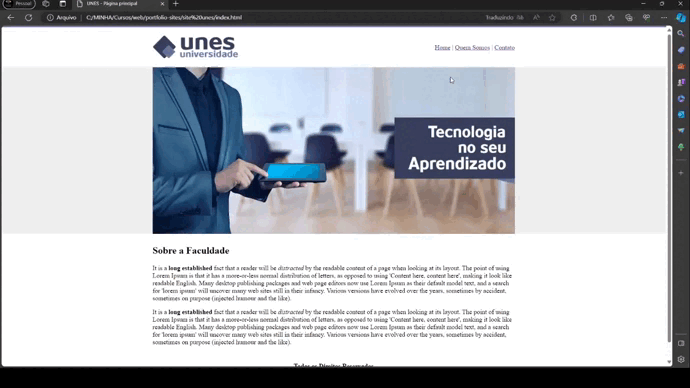 Pessoal
UNES - Página principal
Arquivo
C:/MINHA/Cursos/web/portfolio-sites/site%20unes/index.html
Traduzindo
unes
universidade
Home | Quem Somos | Contato
Tecnologia
no seu
Aprendizado
Sobre a Faculdade
It is a long established fact that a reader will be distracted by the readable content of a page when looking at its layout. The point of using
Lorem Ipsum is that it has a more-or-less normal distribution of letters, as opposed to using 'Content here, content here', making it look like
readable English. Many desktop publishing packages and web page editors now use Lorem Ipsum as their default model text, and a search
for 'lorem ipsum' will uncover many web sites still in their infancy. Various versions have evolved over the years, sometimes by accident,
sometimes on purpose (injected humour and the like).
It is a long established fact that a reader will be distracted by the readable content of a page when looking at its layout. The point of using
Lorem Ipsum is that it has a more-or-less normal distribution of letters, as opposed to using 'Content here, content here', making it look like
readable English. Many desktop publishing packages and web page editors now use Lorem Ipsum as their default model text, and a search
for 'lorem ipsum' will uncover many web sites still in their infancy. Various versions have evolved over the years, sometimes by accident,
sometimes on purpose (injected humour and the like).
Todos os Direitos Reservados